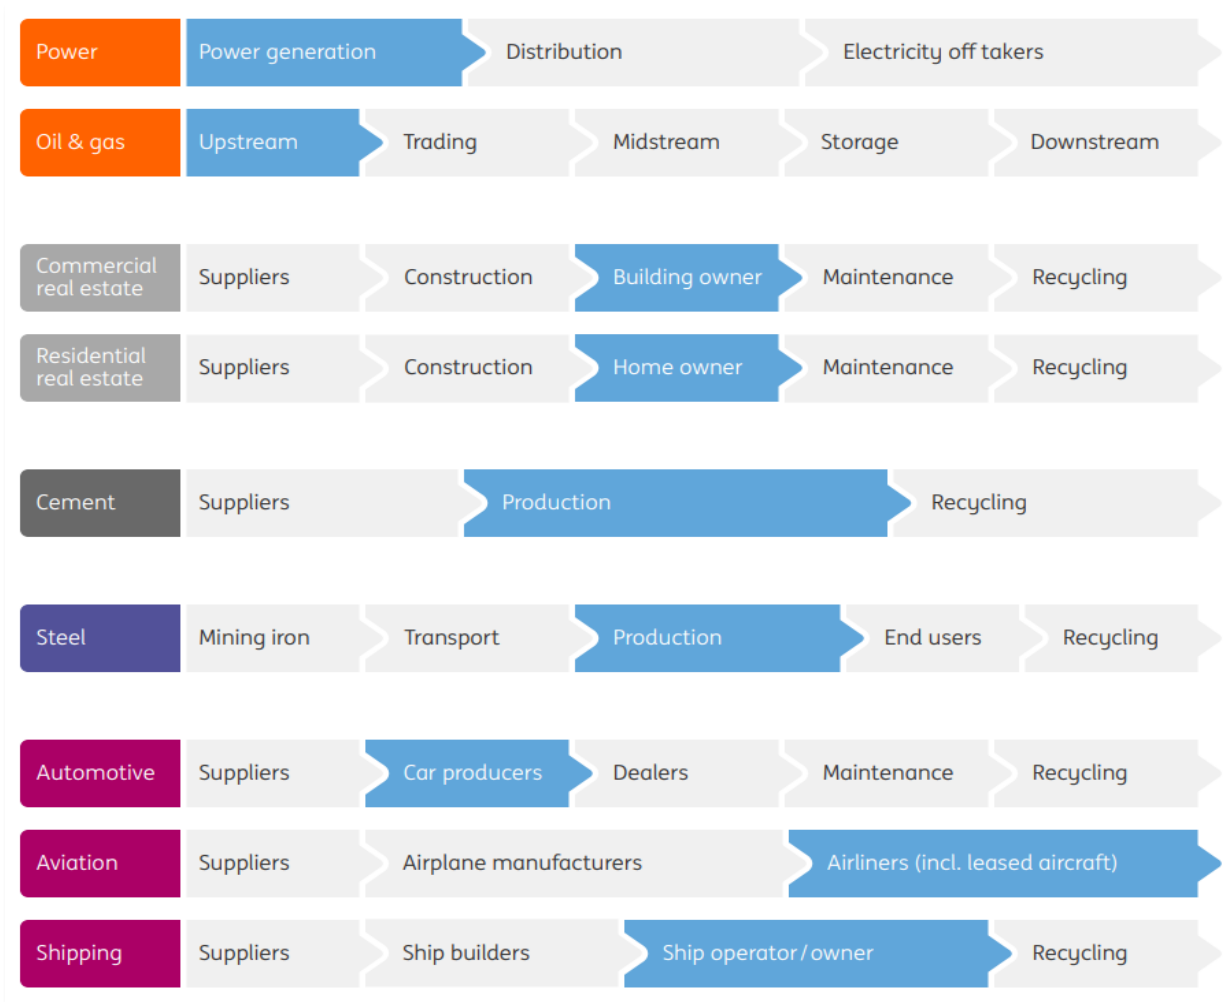 Power Power generation Distribution Electricity off takers
Oil & gas Upstream Trading Midstream Storage Downstream
Commercial
real estate Suppliers Construction Building owner Maintenance Recycling
Residential
real estate Suppliers Construction Home owner Maintenance Recycling
Cement Suppliers Production Recycling
Steel Mining iron Transport Production End users Recycling
Automotive Suppliers Car producers Dealers Maintenance Recycling
Aviation Suppliers Airplane manufacturers Airliners (incl. leased aircraft)
Shipping Suppliers Ship builders Ship operator/owner Recycling